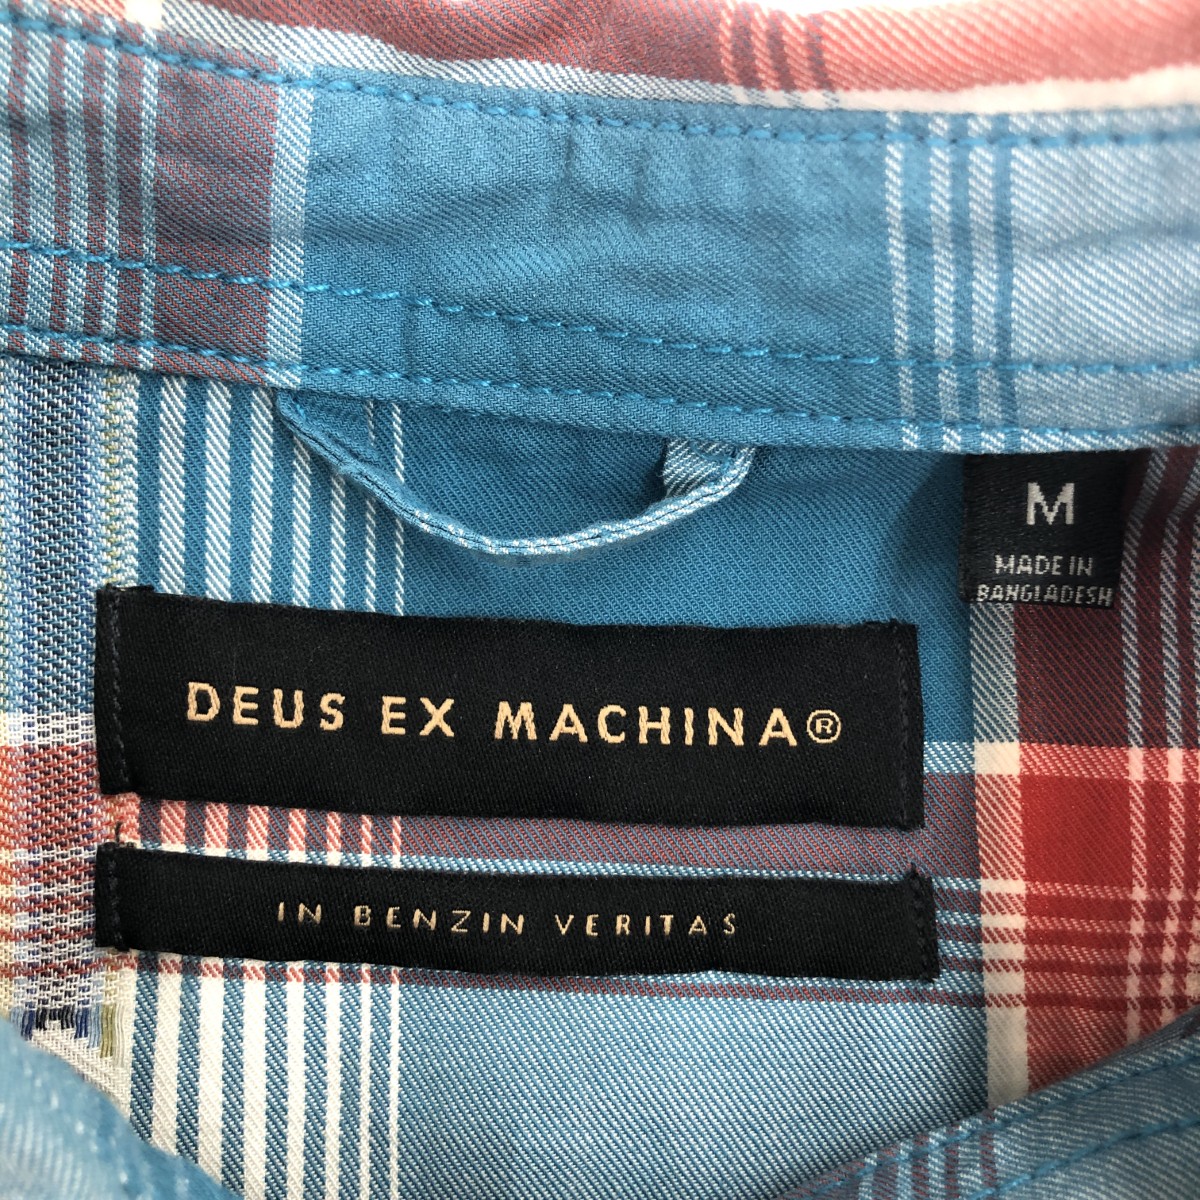 M
MADE IN
BANGLADESH
DEUS EX MACHINA®
IN BENZIN VERITAS